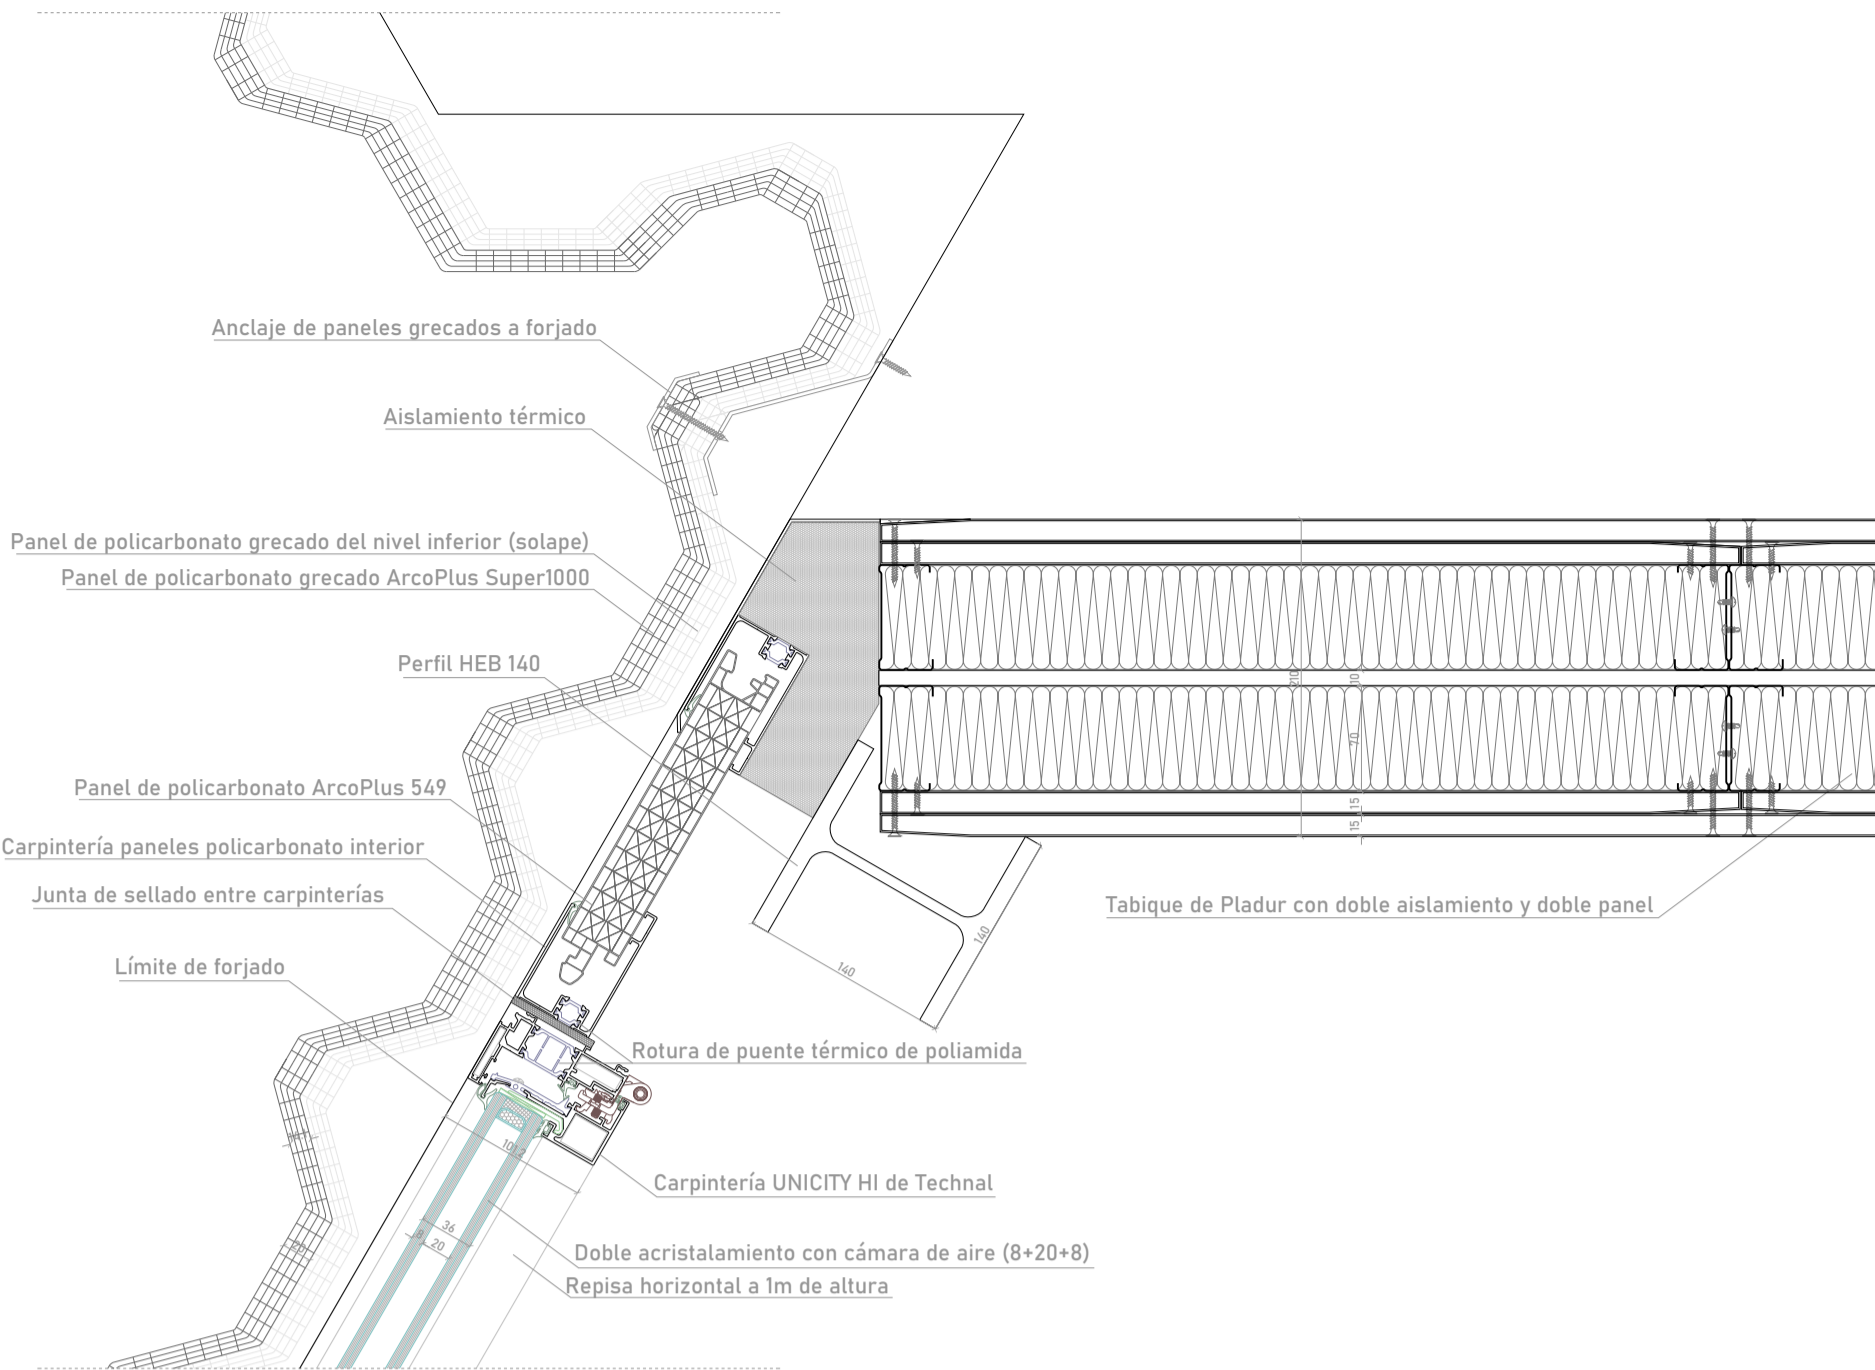 Anclaje de paneles grecados a forjado
Aislamiento térmico
Panel de policarbonato grecado del nivel inferior (solape)
Panel de policarbonato grecado ArcoPlus Super1000
Perfil HEB 140
210
10
70
15
15
Panel de policarbonato ArcoPlus 549
Carpintería paneles policarbonato interior
Junta de sellado entre carpinterías
Tabique de Pladur con doble aislamiento y doble panel
140
140
Límite de forjado
Rotura de puente térmico de poliamida
101,2
Carpintería UNICITY HI de Technal
36
8
20
20
Doble acristalamiento con cámara de aire (8+20+8)
Repisa horizontal a 1m de altura